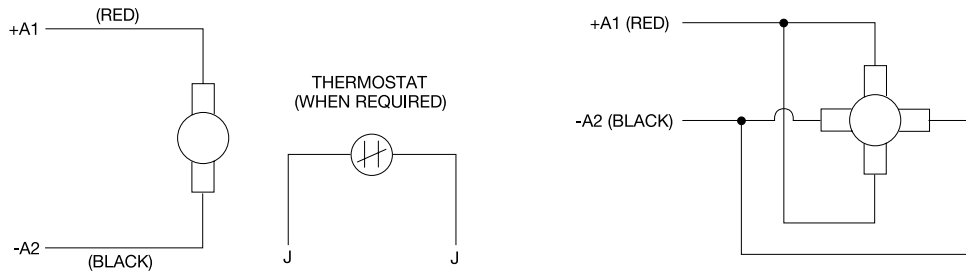 (RED)
+A1
THERMOSTAT
(WHEN REQUIRED)
-A2
(BLACK)
J
J
+A1 (RED)
-A2 (BLACK)